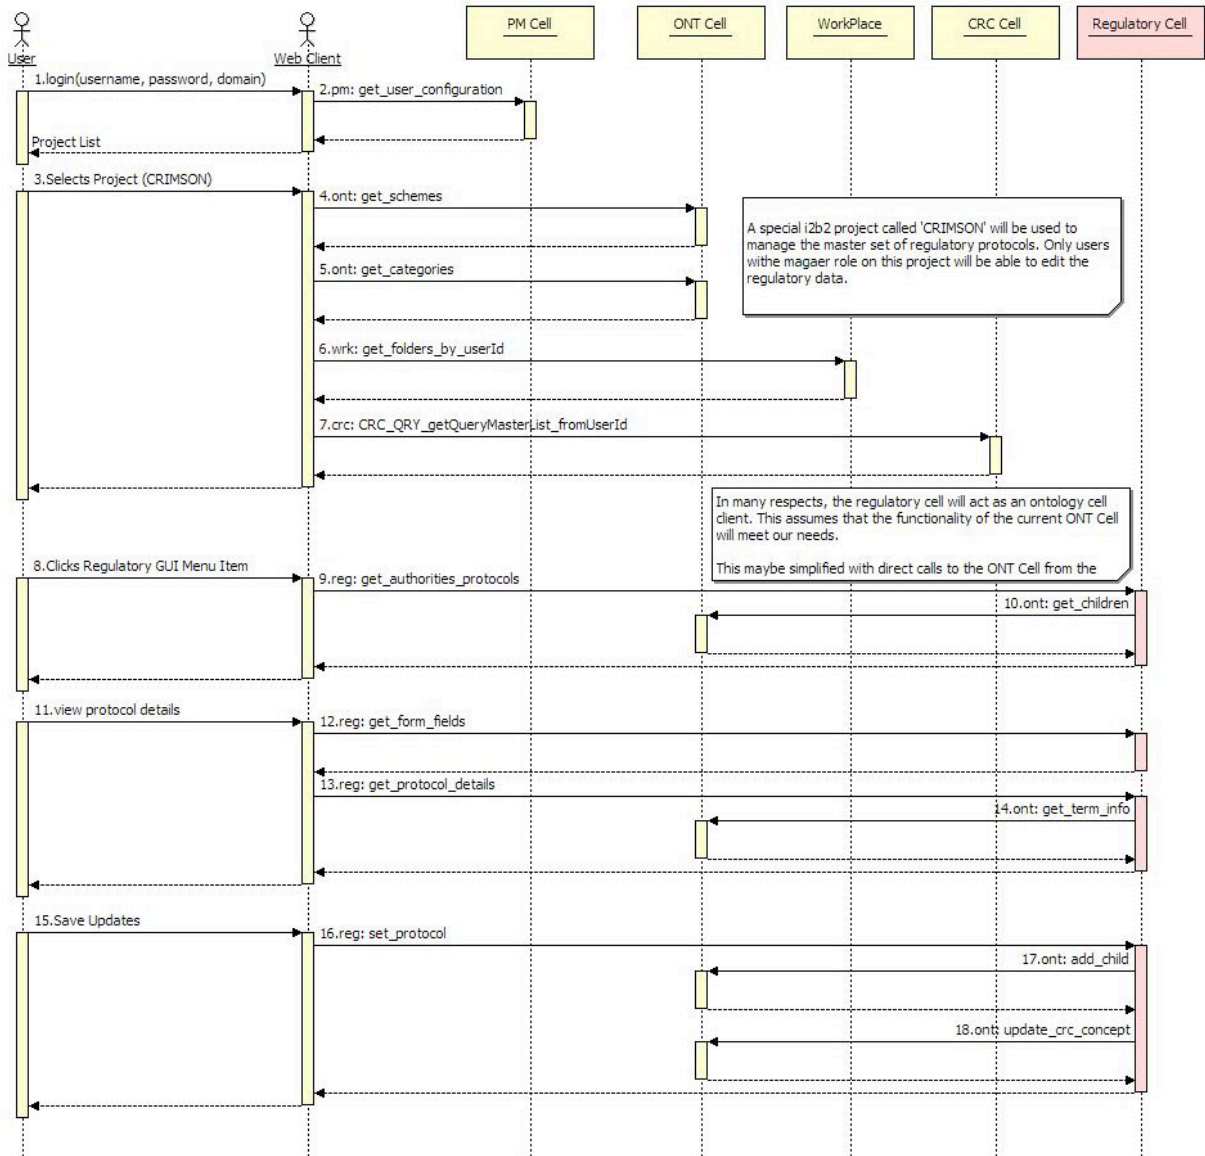 PM Cell
ONT Cell
WorkPlace
CRC Cell
Regulatory Cell
User
Web Client
1.login(username, password, domain)
2.pm: get_user_configuration
Project List
3.Selects Project (CRIMSON)
4.ont: get_schemes
A special i2b2 project called 'CRIMSON' will be used to
manage the master set of regulatory protocols. Only users
withe magaer role on this project will be able to edit the
regulatory data.
5.ont: get_categories
6.wrk: get_folders_by_userId
7.crc: CRC_QRY_getQueryMasterList_fromUserId
In many respects, the regulatory cell will act as an ontology cell
client. This assumes that the functionality of the current ONT Cell
will meet our needs.
This maybe simplified with direct calls to the ONT Cell from the
8.Clicks Regulatory GUI Menu Item
9.reg: get_authorities_protocols
10.ont: get_children
11.view protocol details
12.reg: get_form_fields
13.reg: get_protocol_details
14.ont: get_term_info
15.Save Updates
16.reg: set_protocol
17.ont: add_child
18.ont: update_crc_concept